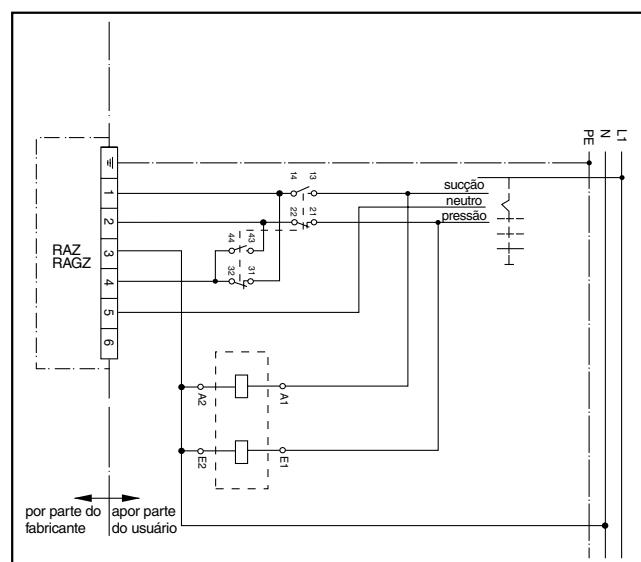 PE
N
L1
14
13
sucção
neutro
22
21
pressão
1
2
3
4
5
6
RAZ
RAGZ
44
43
32
31
A2
A1
E2
E1
por parte do
fabricante
apor parte
do usuário